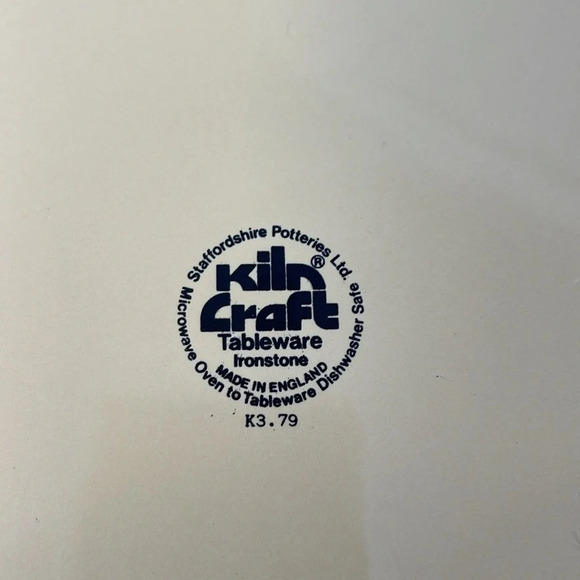 Staffordshire Potteries Ltd.
Kiln®
Craft
Tableware
Ironstone
MADE IN ENGLAND
Microwave Oven to Tableware Dishwasher Safe
K3.79